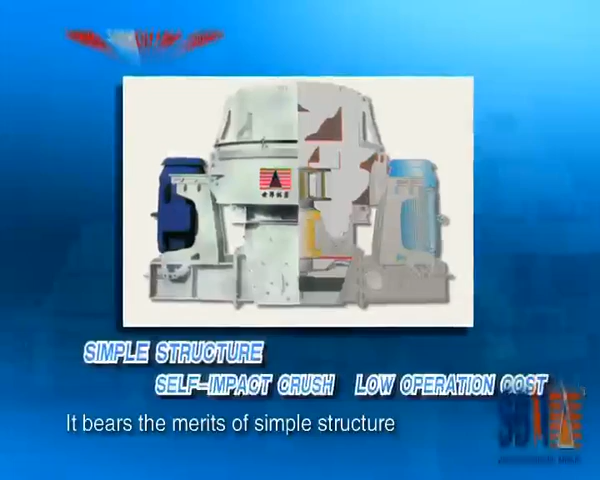 SIMPLE STRUCTURE
SELF-IMPACT CRUSH LOW OPERATION COST
It bears the merits of simple structure